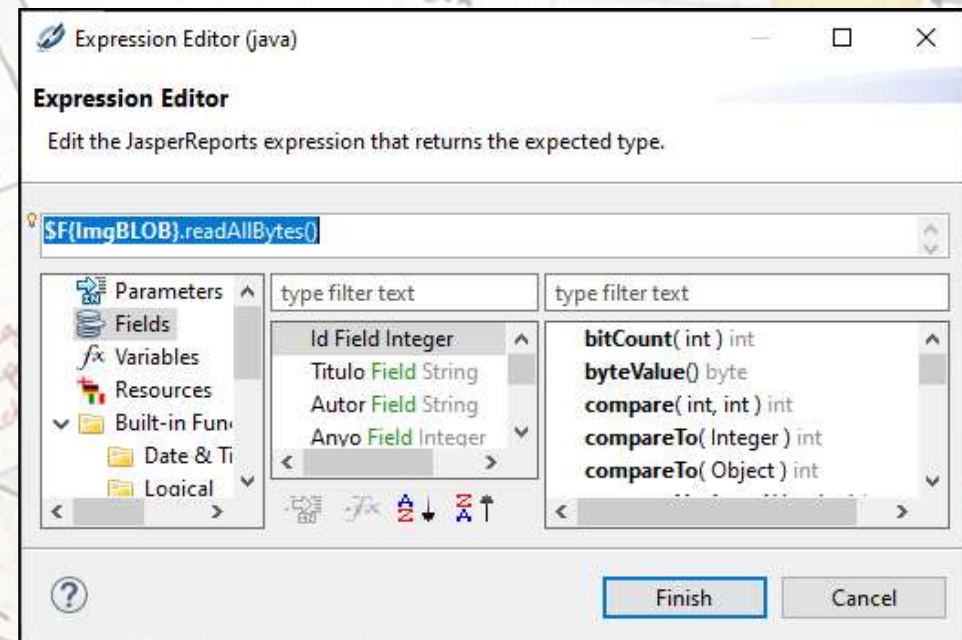 Expression Editor (java)
Expression Editor
Edit the JasperReports expression that returns the expected type.
$F{ImgBLOB}.readAllBytes()
Parameters
Fields
fx Variables
Resources
Built-in Fun
Date & Ti
Logical
type filter text
Id Field Integer
Titulo Field String
Autor Field String
Anyo Field Integer
type filter text
bitCount( int ) int
byteValue() byte
compare( int, int ) int
compareTo( Integer ) int
compareTo( Object ) int
Finish
Cancel